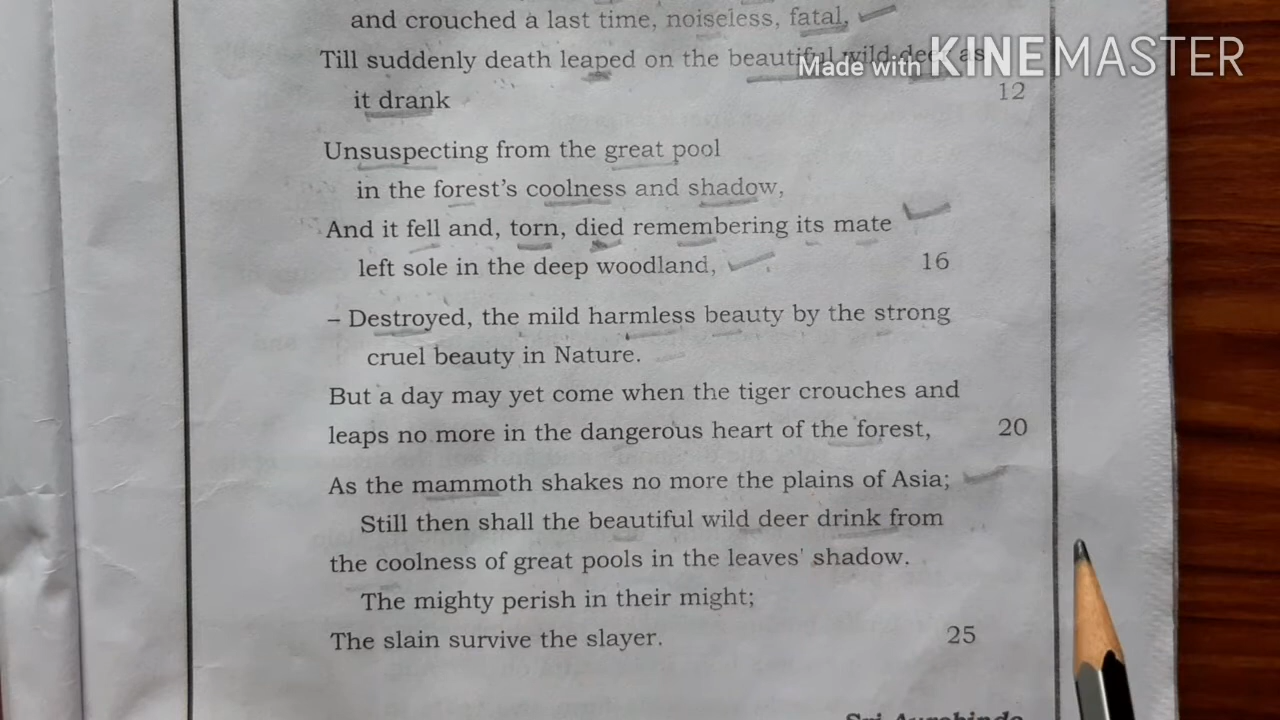 and crouched a last time, noiseless, fatal,
Till suddenly death leaped on the beautiful wild deer as
Made with KINEMASTER
it drank
12
Unsuspecting from the great pool
in the forest's coolness and shadow,
And it fell and, torn, died remembering its mate
left sole in the deep woodland,
16
– Destroyed, the mild harmless beauty by the strong
cruel beauty in Nature.
But a day may yet come when the tiger crouches and
leaps no more in the dangerous heart of the forest,
20
As the mammoth shakes no more the plains of Asia;
Still then shall the beautiful wild deer drink from
the coolness of great pools in the leaves' shadow.
The mighty perish in their might;
The slain survive the slayer.
25
Sri Aurobindo